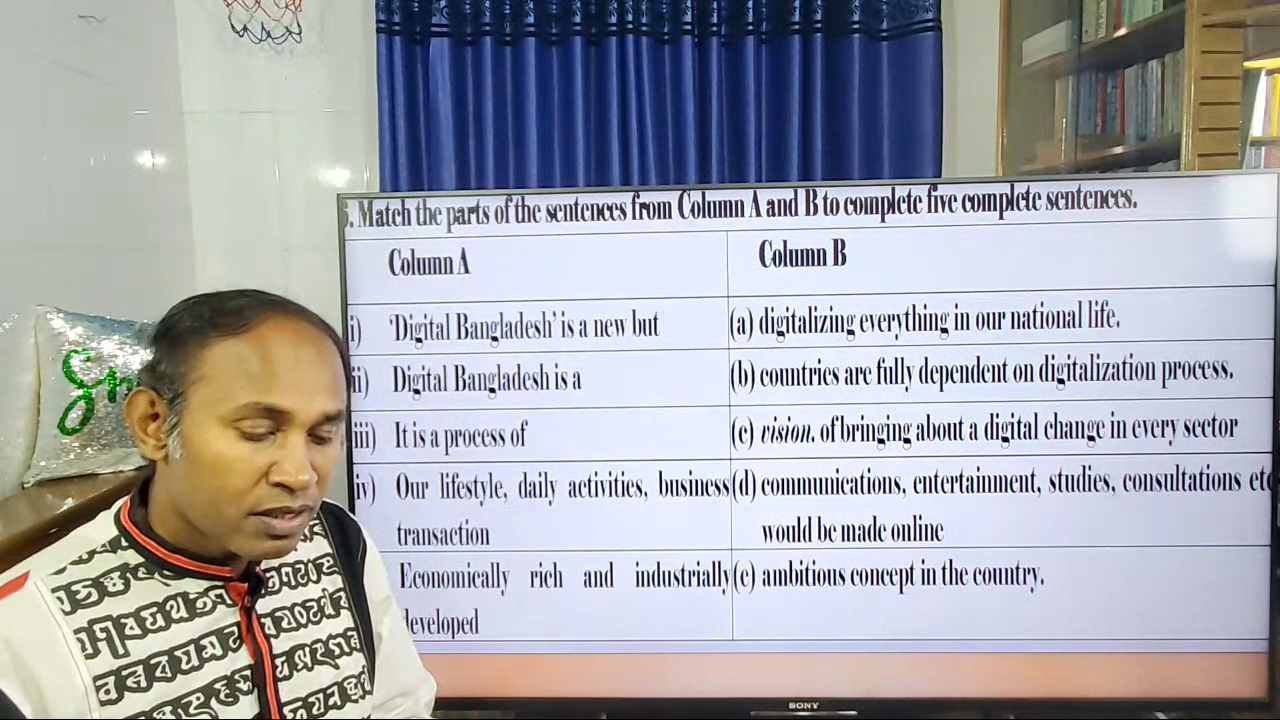 . Match the parts of the sentences from Column A and B to complete five complete sentences.
Column A Column B
i) 'Digital Bangladesh' is a new but (a) digitalizing everything in our national life.
ii) Digital Bangladesh is a (b) countries are fully dependent on digitalization process.
iii) It is a process of (c) vision. of bringing about a digital change in every sector
iv) Our lifestyle, daily activities, business (d) communications, entertainment, studies, consultations etc
transaction would be made online
Economically rich and industrially (e) ambitious concept in the country.
developed
SONY